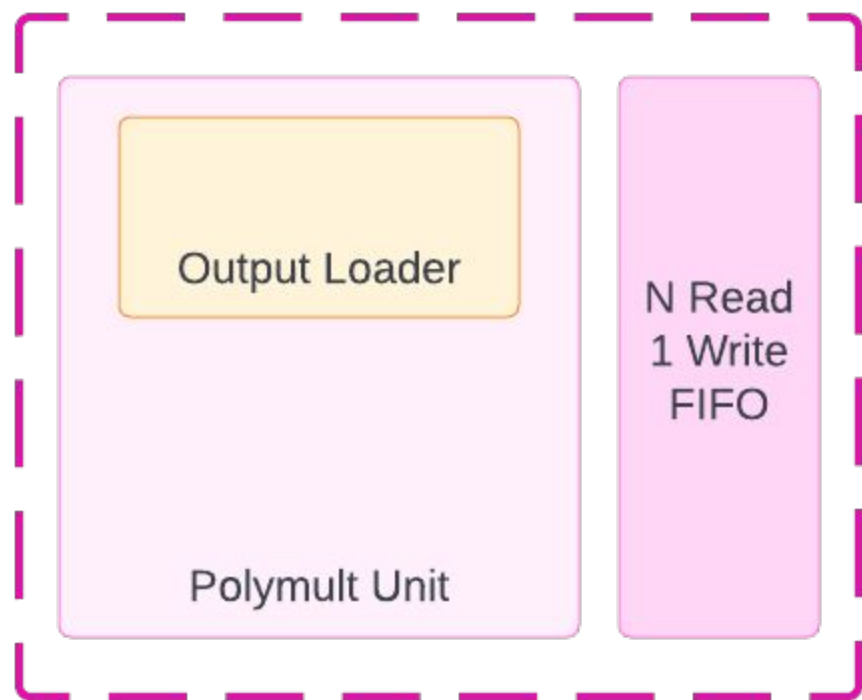 Output Loader
Polymult Unit
N Read
1 Write
FIFO